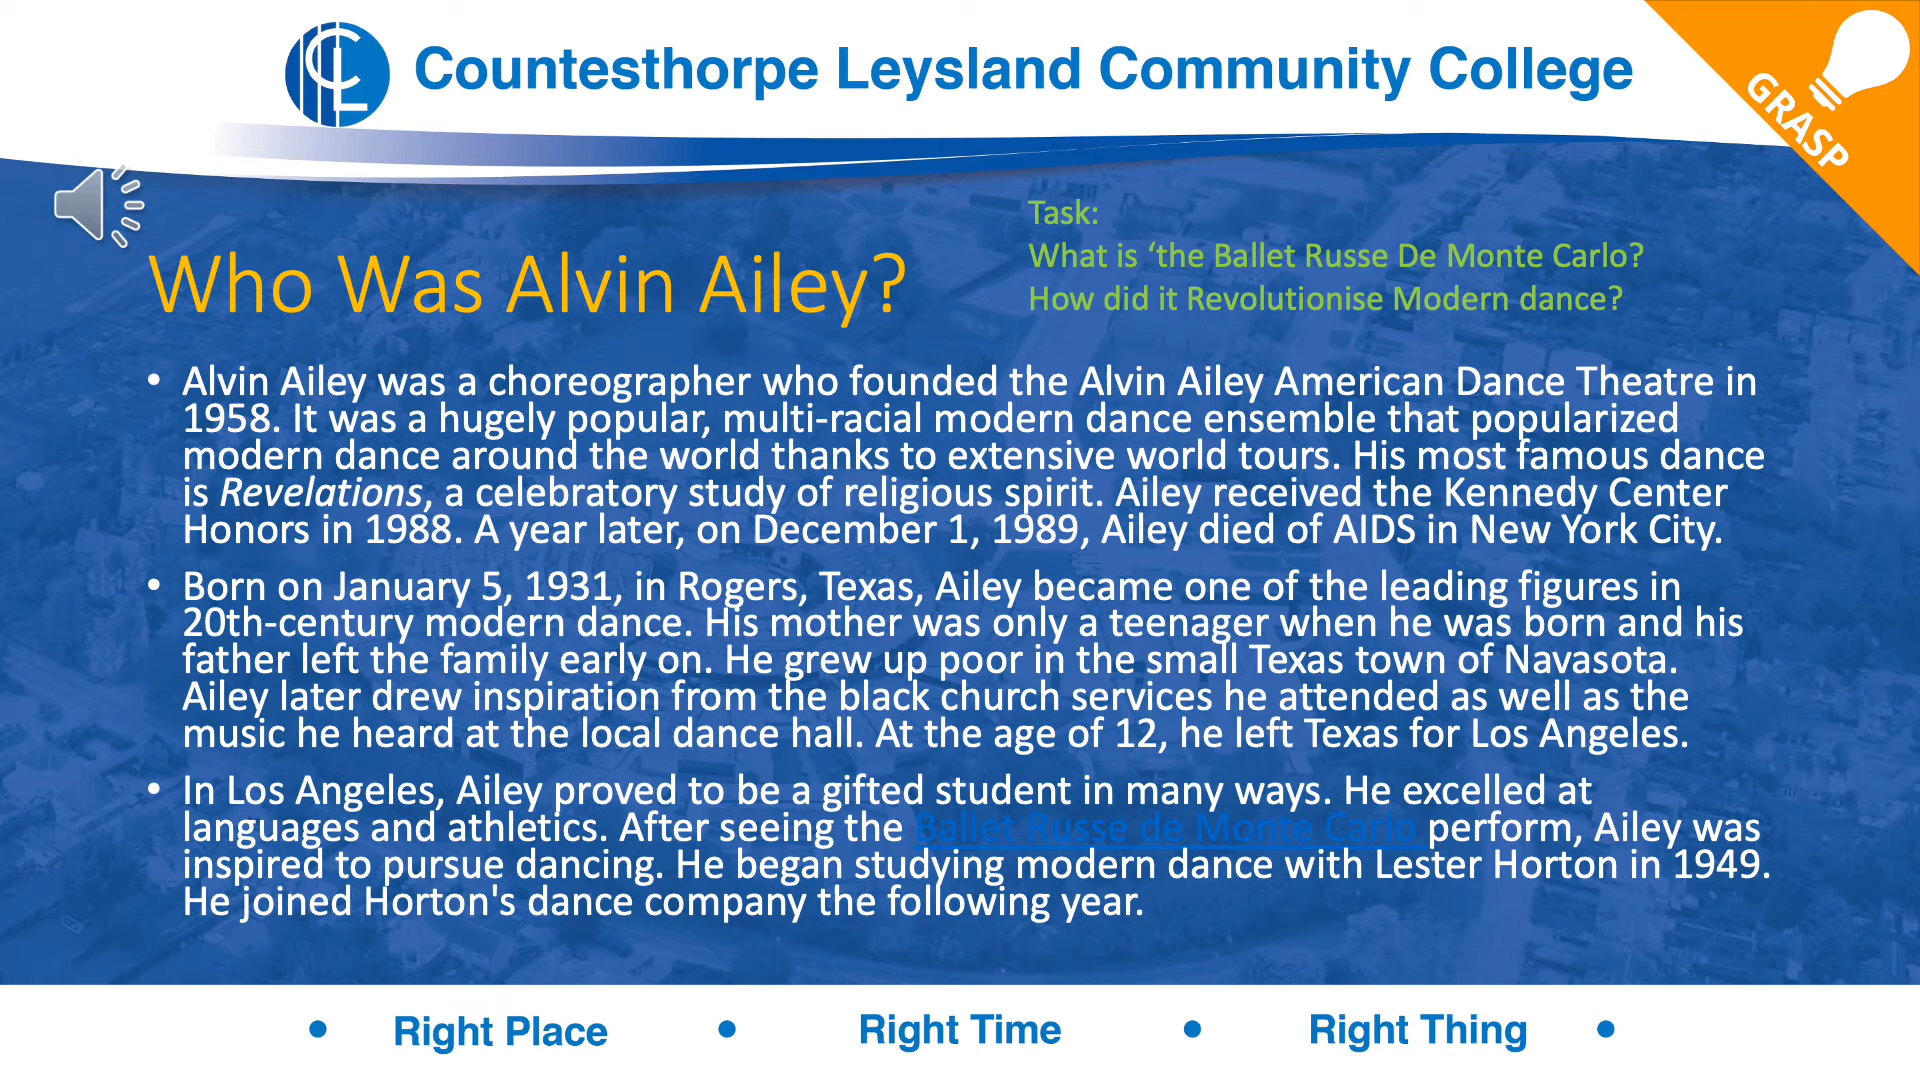 CLC
Countesthorpe Leysland Community College
GRASP
Task:
What is ‘the Ballet Russe De Monte Carlo?
How did it Revolutionise Modern dance?
Who Was Alvin Ailey?
• Alvin Ailey was a choreographer who founded the Alvin Ailey American Dance Theatre in
1958. It was a hugely popular, multi-racial modern dance ensemble that popularized
modern dance around the world thanks to extensive world tours. His most famous dance
is Revelations, a celebratory study of religious spirit. Ailey received the Kennedy Center
Honors in 1988. A year later, on December 1, 1989, Ailey died of AIDS in New York City.
• Born on January 5, 1931, in Rogers, Texas, Ailey became one of the leading figures in
20th-century modern dance. His mother was only a teenager when he was born and his
father left the family early on. He grew up poor in the small Texas town of Navasota.
Ailey later drew inspiration from the black church services he attended as well as the
music he heard at the local dance hall. At the age of 12, he left Texas for Los Angeles.
• In Los Angeles, Ailey proved to be a gifted student in many ways. He excelled at
languages and athletics. After seeing the Ballet Russe de Monte Carlo perform, Ailey was
inspired to pursue dancing. He began studying modern dance with Lester Horton in 1949.
He joined Horton's dance company the following year.
• Right Place • Right Time • Right Thing •